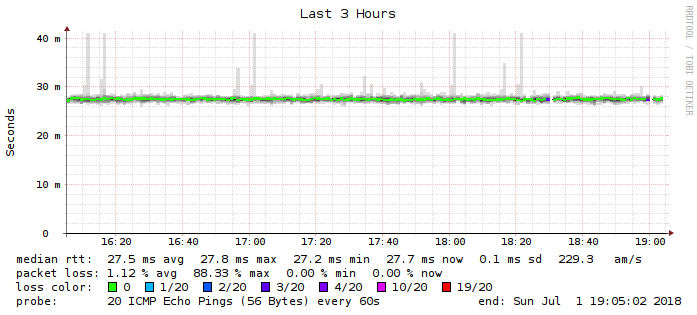 Last 3 Hours
RRDTOOL / TOBI OETIKER
Seconds
40 m
30 m
20 m
10 m
0
16:20 16:40 17:00 17:20 17:40 18:00 18:20 18:40 19:00
median rtt: 27.5 ms avg 27.8 ms max 27.2 ms min 27.7 ms now 0.1 ms sd 229.3 am/s
packet loss: 1.12 % avg 88.33 % max 0.00 % min 0.00 % now
loss color: 0 1/20 2/20 3/20 4/20 10/20 19/20
probe: 20 ICMP Echo Pings (56 Bytes) every 60s end: Sun Jul 1 19:05:02 2018